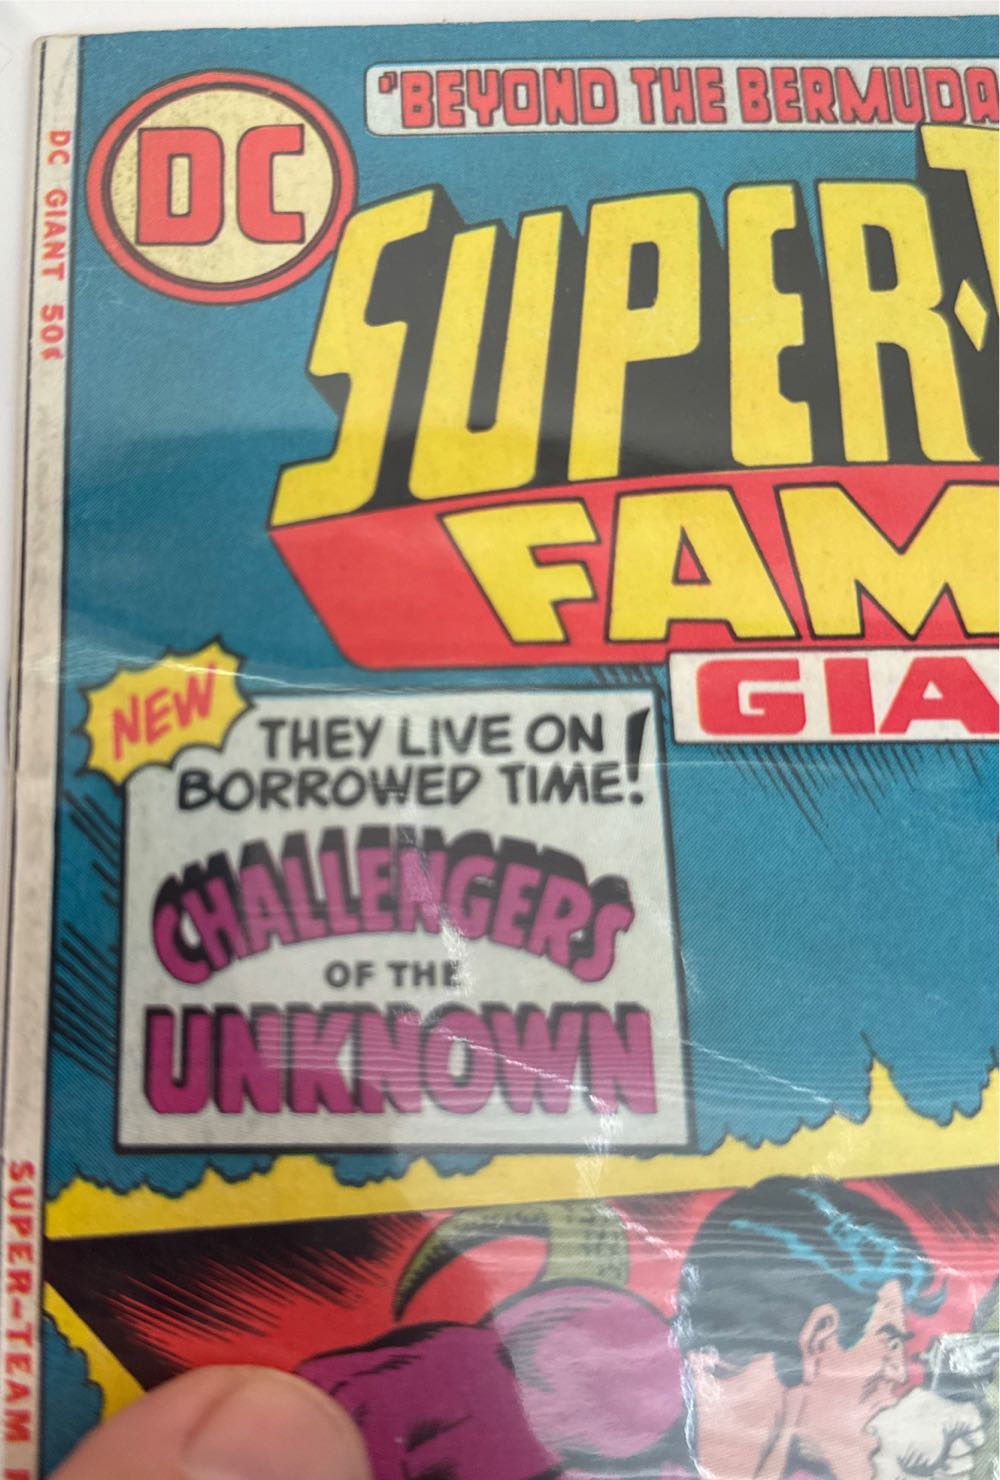 "BEYOND THE BERMUDA
DC
SUPER-T
FAM
GIA
NEW
THEY LIVE ON
BORROWED TIME!
CHALLENGERS
OF THE
UNKNOWN
DC GIANT 50¢
SUPER-TEAM F